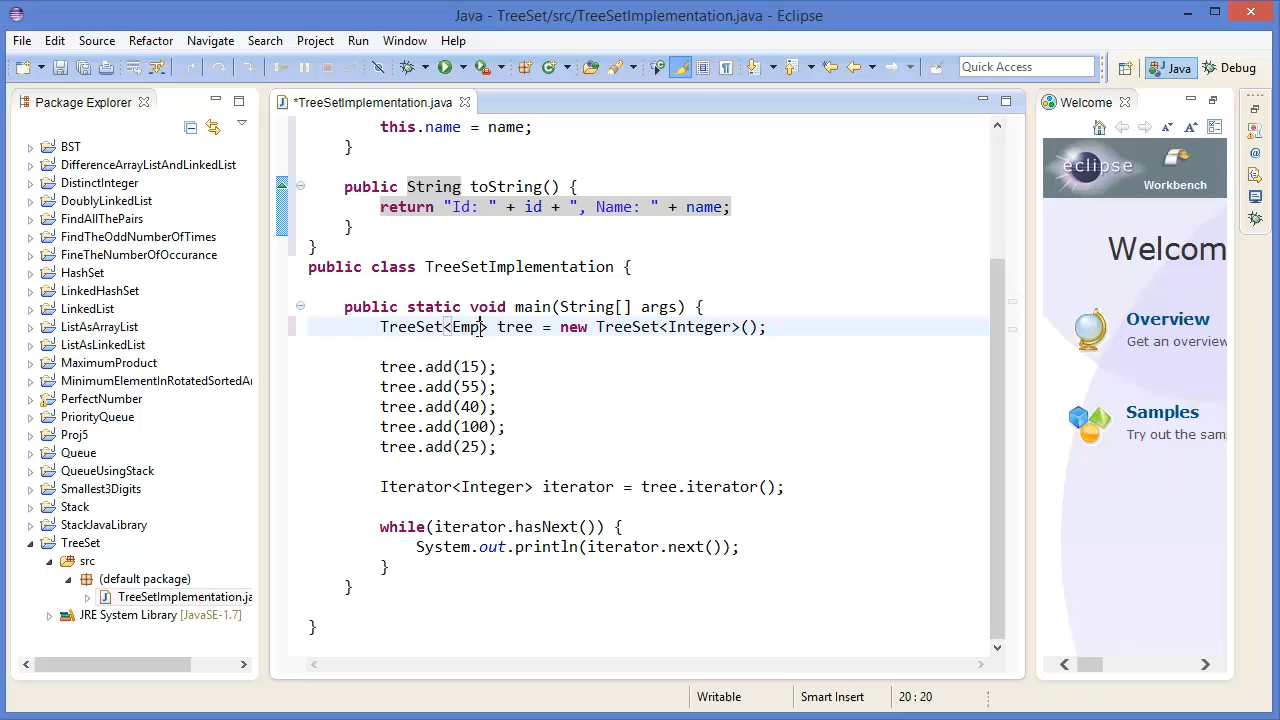 Java - TreeSet/src/TreeSetImplementation.java - Eclipse
File Edit Source Refactor Navigate Search Project Run Window Help
Quick Access
Java
Debug
Package Explorer
*TreeSetImplementation.java
Welcome
BST
DifferenceArrayListAndLinkedList
DistinctInteger
DoublyLinkedList
FindAllThePairs
FindTheOddNumberOfTimes
FineTheNumberOfOccurance
HashSet
LinkedHashSet
LinkedList
ListAsArrayList
ListAsLinkedList
MaximumProduct
MinimumElementInRotatedSortedAr
PerfectNumber
PriorityQueue
Proj5
Queue
QueueUsingStack
Smallest3Digits
Stack
StackJavaLibrary
TreeSet
src
(default package)
TreeSetImplementation.ja
JRE System Library [JavaSE-1.7]
this.name = name;
}
public String toString() {
return "Id: " + id + ", Name: " + name;
}
}
public class TreeSetImplementation {
public static void main(String[] args) {
TreeSet<Emp> tree = new TreeSet<Integer>();
tree.add(15);
tree.add(55);
tree.add(40);
tree.add(100);
tree.add(25);
Iterator<Integer> iterator = tree.iterator();
while(iterator.hasNext()) {
System.out.println(iterator.next());
}
}
}
eclipse
Workbench
Welcom
Overview
Get an overview
Samples
Try out the sam
Writable
Smart Insert
20 : 20